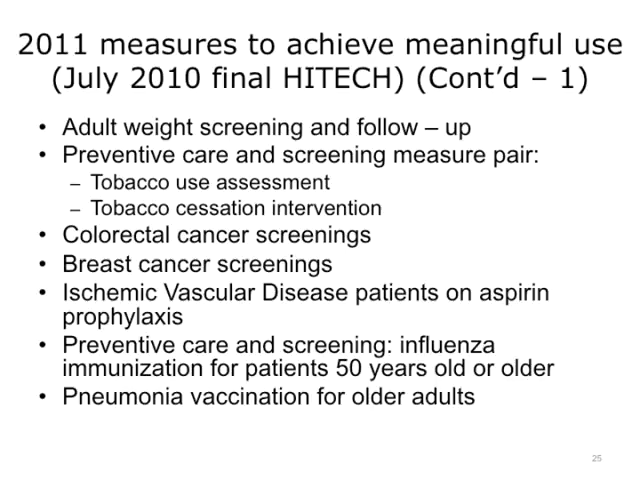 2011 measures to achieve meaningful use
(July 2010 final HITECH) (Cont’d – 1)
• Adult weight screening and follow – up
• Preventive care and screening measure pair:
– Tobacco use assessment
– Tobacco cessation intervention
• Colorectal cancer screenings
• Breast cancer screenings
• Ischemic Vascular Disease patients on aspirin
prophylaxis
• Preventive care and screening: influenza
immunization for patients 50 years old or older
• Pneumonia vaccination for older adults
25